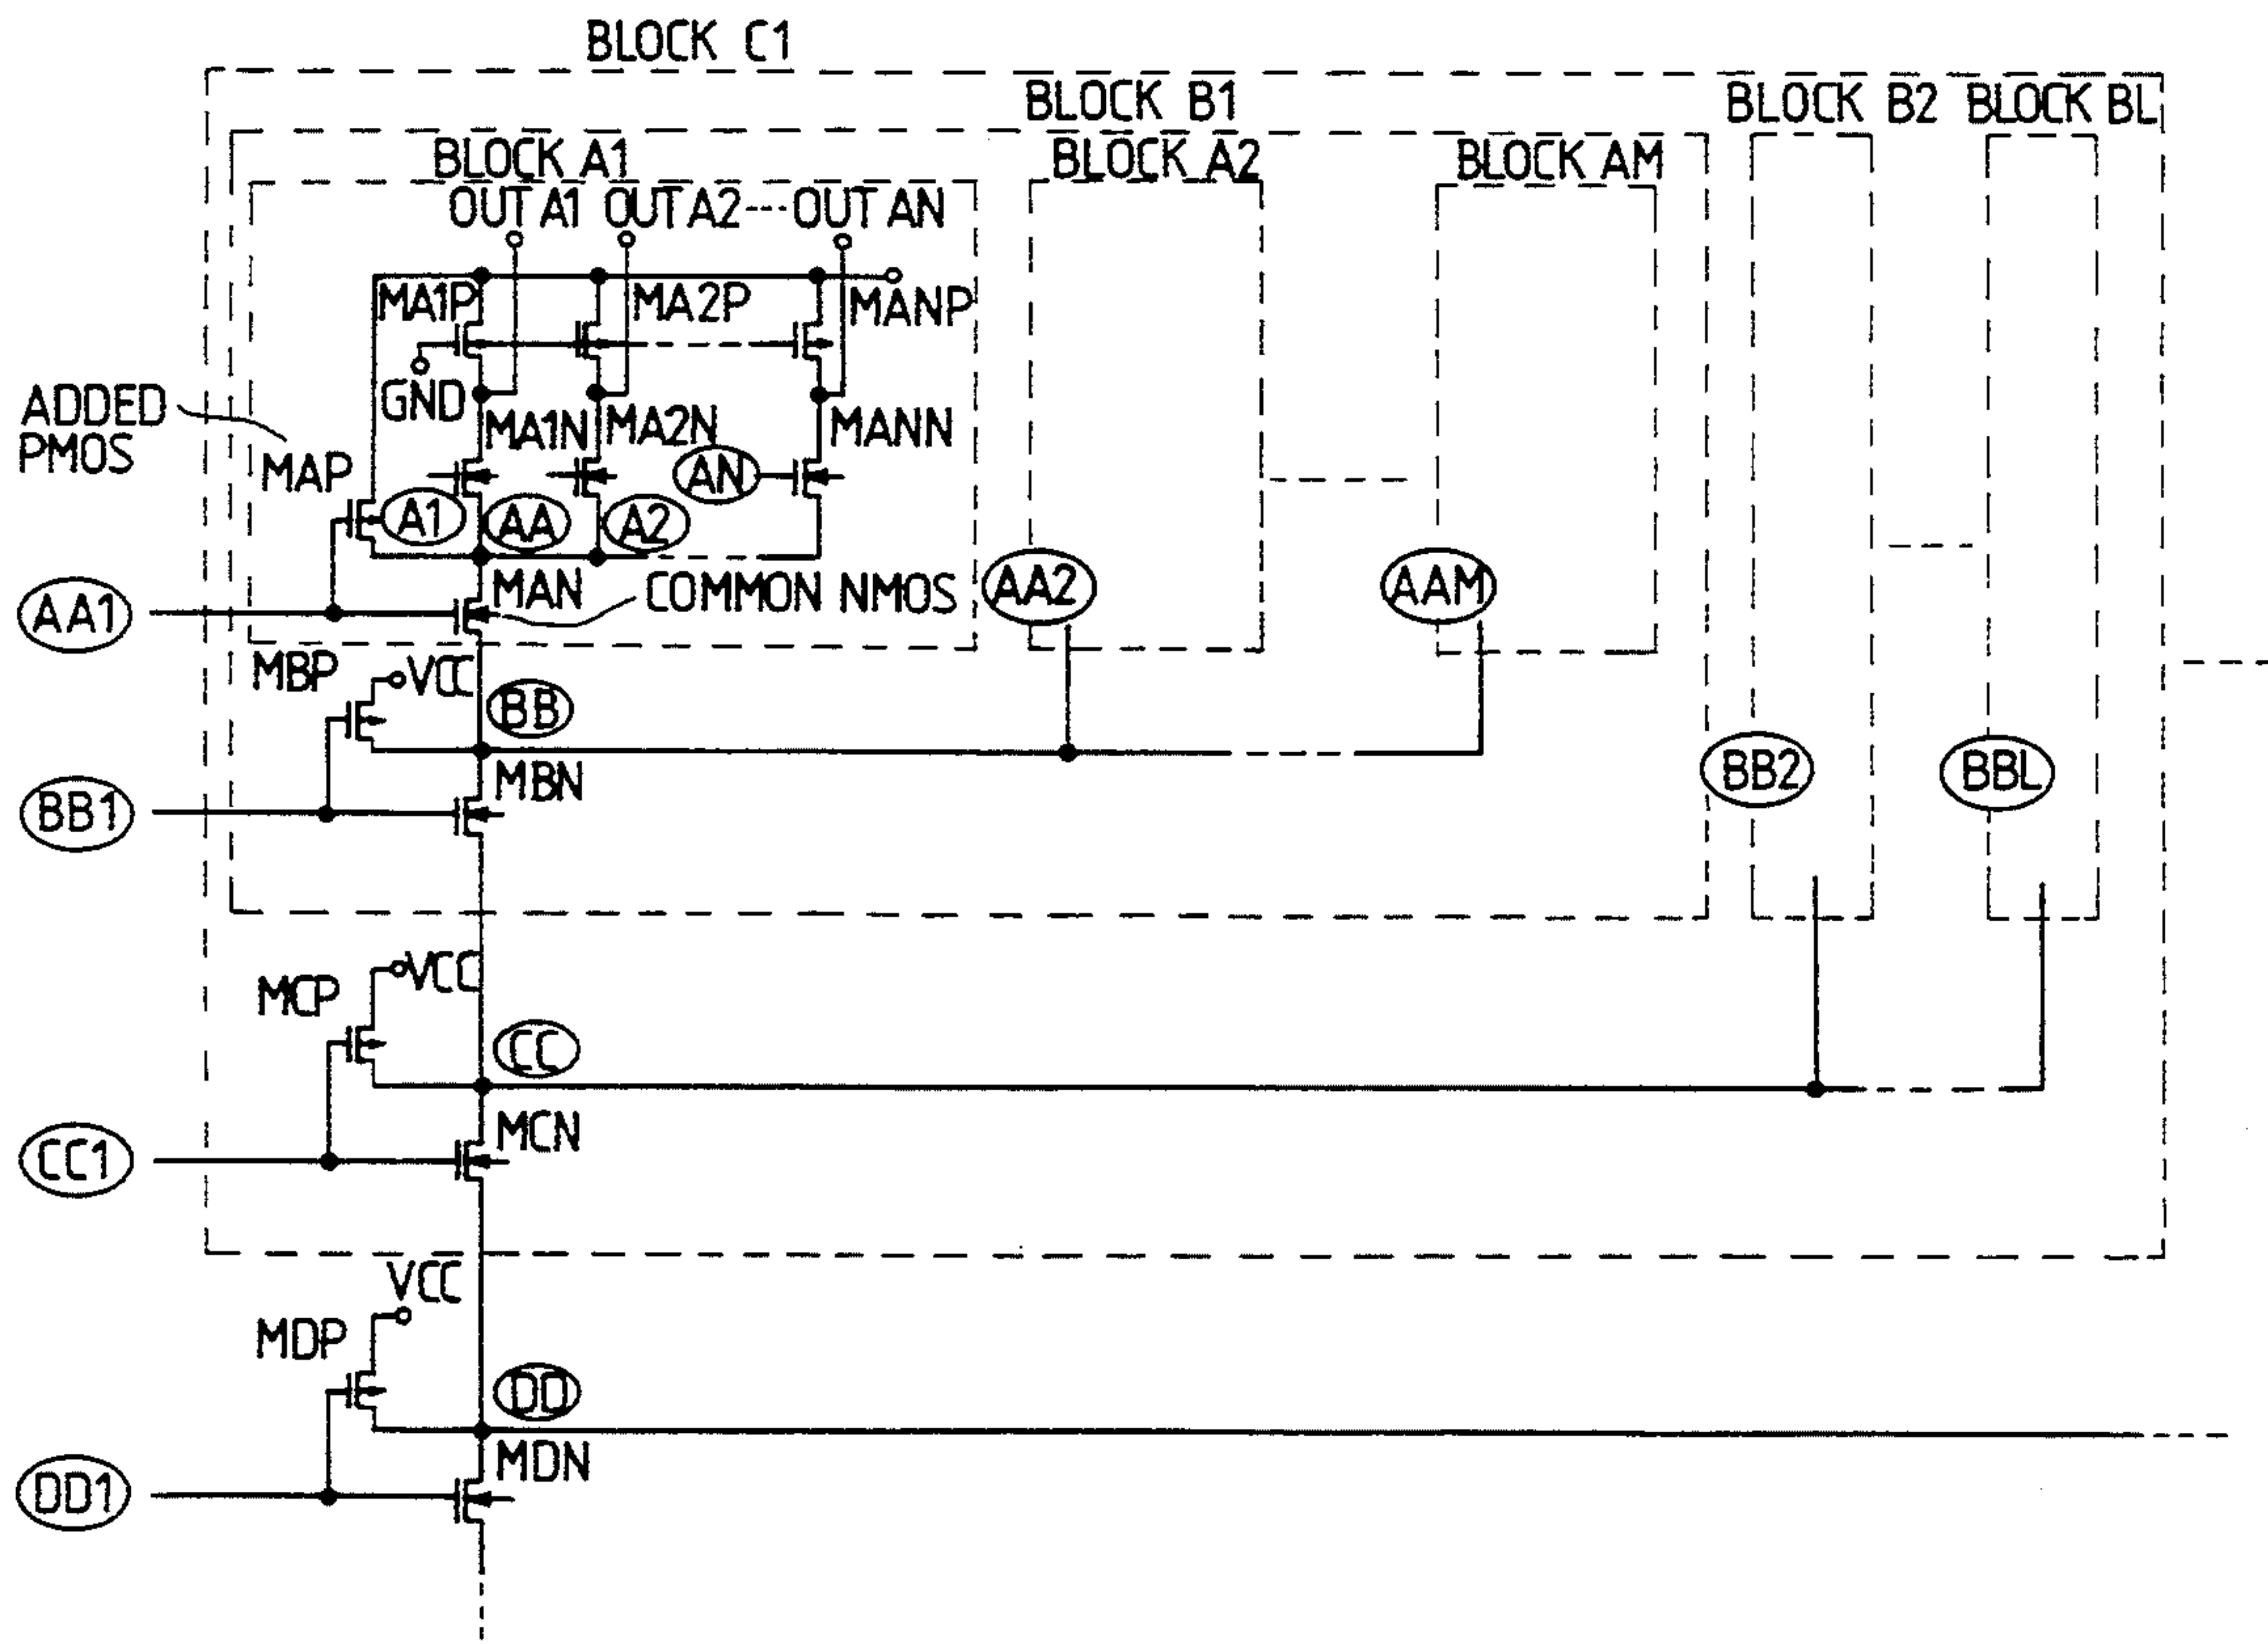 BLOCK C1
BLOCK B1
BLOCK B2
BLOCK BL
BLOCK A1
BLOCK A2
BLOCK AM
OUT A1
OUT A2
OUT AN
MA1P
MA2P
MANP
GND
ADDED
PMOS
MA1N
MA2N
MANN
MAP
AN
A1
AA
A2
AA1
MAN
COMMON NMOS
AA2
AAM
MBP
VCC
BB
MBN
BB1
BB2
BBL
MCP
VCC
CC
MCN
CC1
VCC
MDP
DD
MDN
DD1